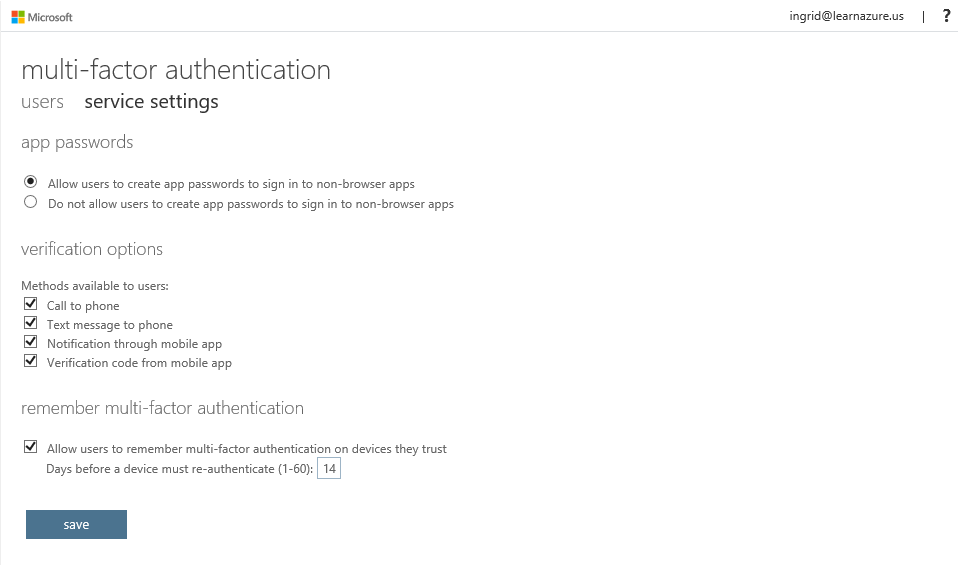 Microsoft
ingrid@learnazure.us | ?
multi-factor authentication
users service settings
app passwords
Allow users to create app passwords to sign in to non-browser apps
Do not allow users to create app passwords to sign in to non-browser apps
verification options
Methods available to users:
Call to phone
Text message to phone
Notification through mobile app
Verification code from mobile app
remember multi-factor authentication
Allow users to remember multi-factor authentication on devices they trust
Days before a device must re-authenticate (1-60): 14
save